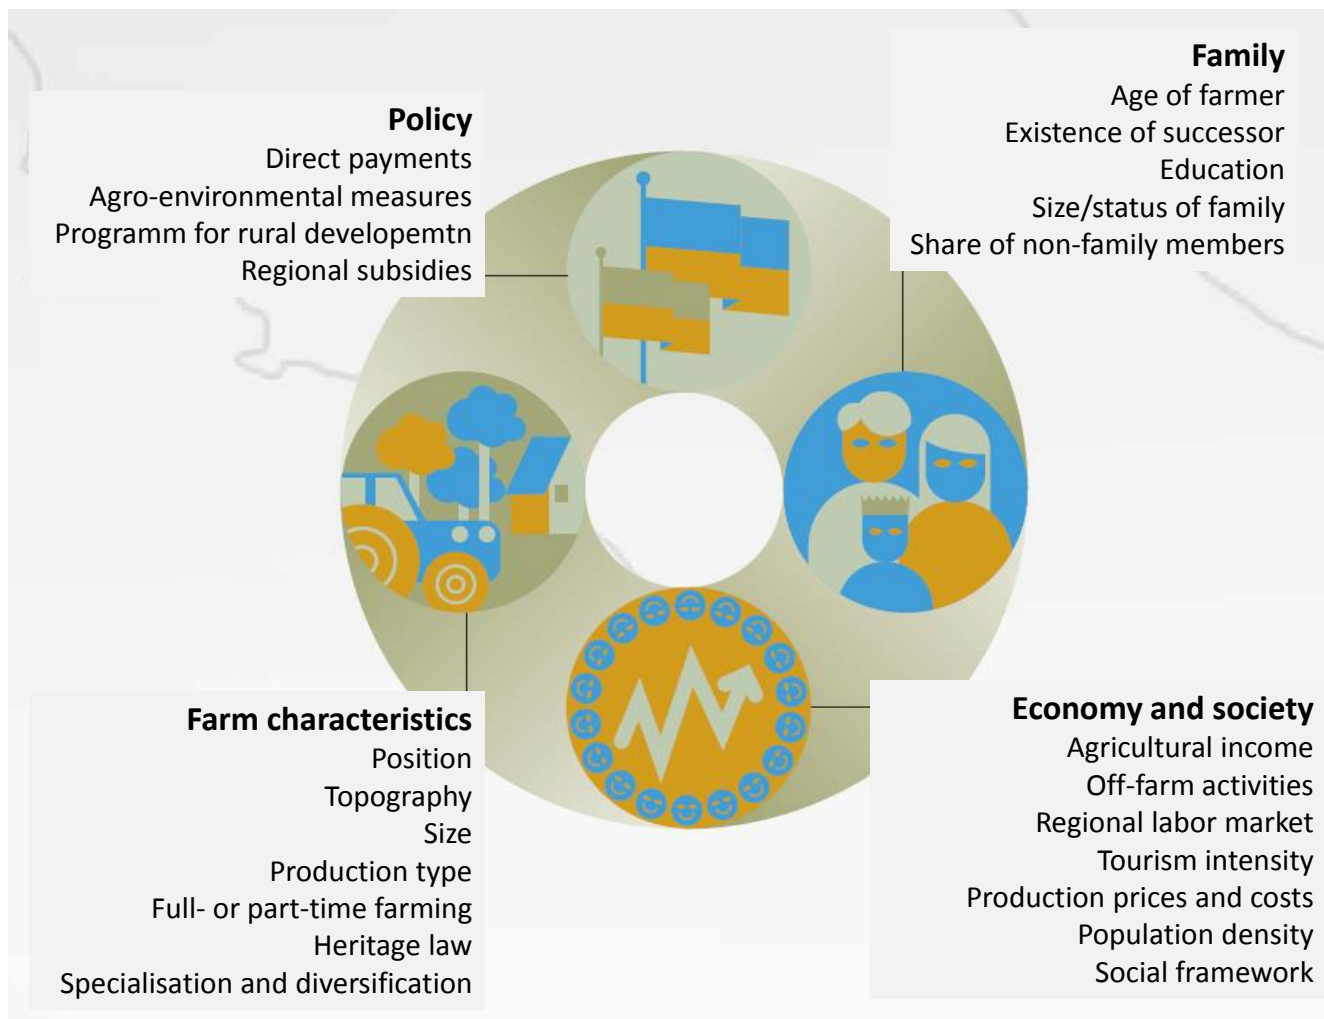 Policy
Direct payments
Agro-environmental measures
Programm for rural developemtn
Regional subsidies
Family
Age of farmer
Existence of successor
Education
Size/status of family
Share of non-family members
Farm characteristics
Position
Topography
Size
Production type
Full- or part-time farming
Heritage law
Specialisation and diversification
Economy and society
Agricultural income
Off-farm activities
Regional labor market
Tourism intensity
Production prices and costs
Population density
Social framework